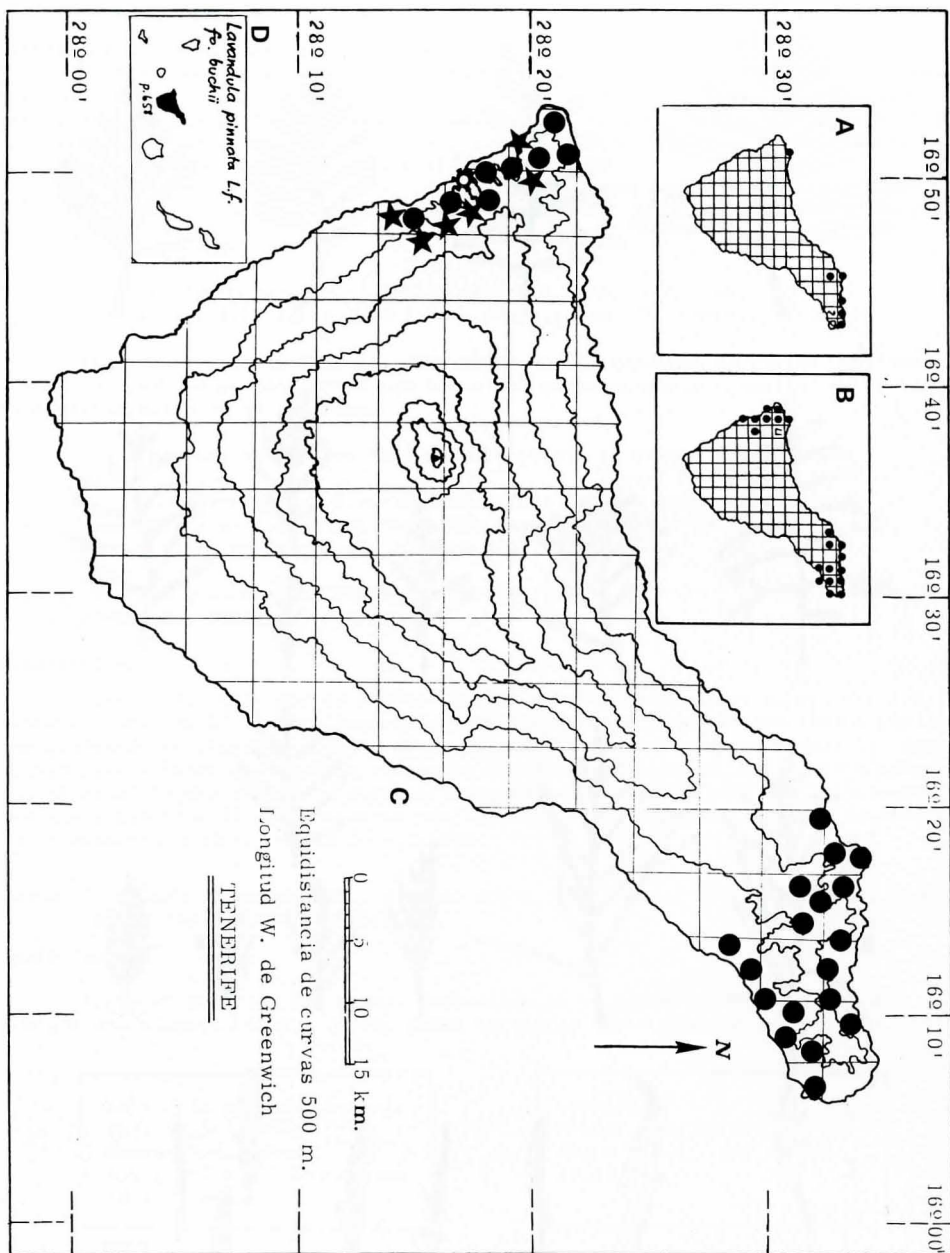 16º 50'
16º 40'
16º 30'
16º 20'
16º 10'
16º 00'
28º 30'
28º 20'
28º 10'
28º 00'
A
B
C
N
0 5 10 15 km.
Equidistancia de curvas 500 m.
Longitud W. de Greenwich
TENERIFE
D
Lavandula pinnata L.f.
fo. buchii
p. 658